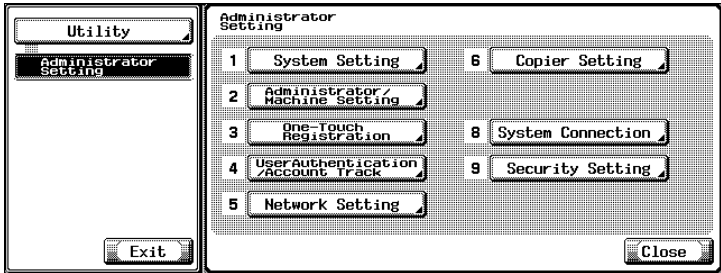 Utility
Administrator
Setting
Exit
Administrator
Setting
1 System Setting
2 Administrator/
Machine Setting
3 One-Touch
Registration
4 UserAuthentication
/Account Track
5 Network Setting
6 Copier Setting
8 System Connection
9 Security Setting
Close